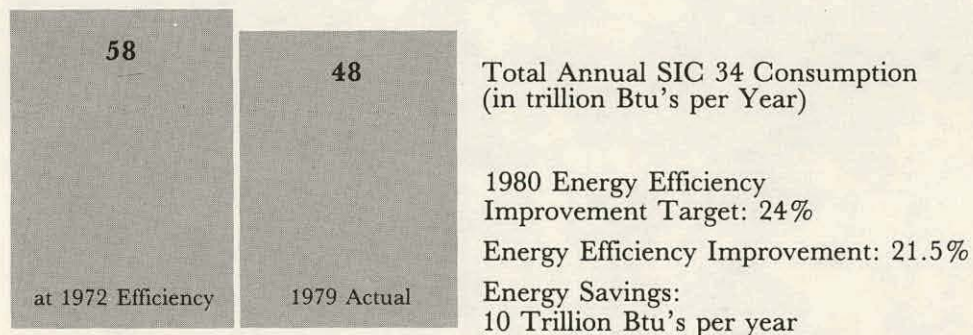 58
48
at 1972 Efficiency
1979 Actual
Total Annual SIC 34 Consumption
(in trillion Btu's per Year)
1980 Energy Efficiency
Improvement Target: 24%
Energy Efficiency Improvement: 21.5%
Energy Savings:
10 Trillion Btu's per year